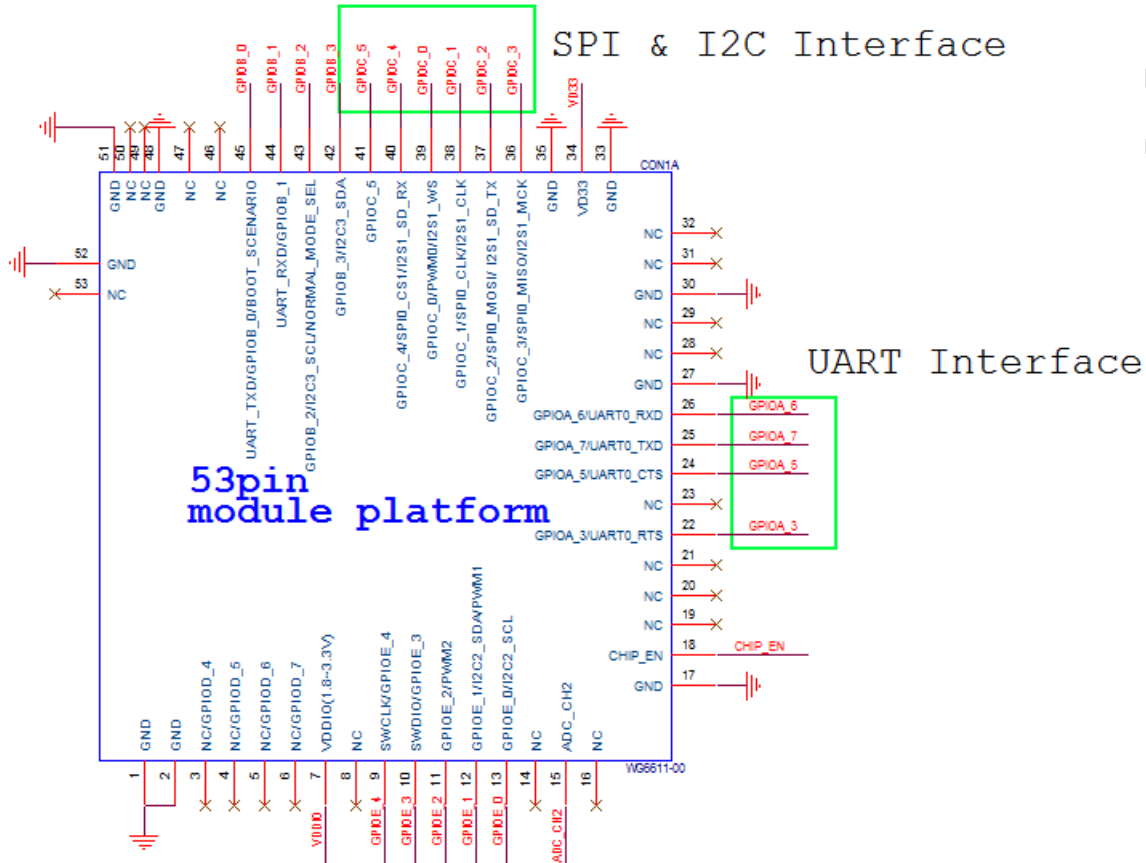 SPI & I2C Interface
GPIOB_0
GPIOB_1
GPIOB_2
GPIOB_3
GPIOC_5
GPIOC_4
GPIOC_0
GPIOC_1
GPIOC_2
GPIOC_3
VD33
51
50
49
48
47
46
45
44
43
42
41
40
39
38
37
36
35
34
33
CON1A
GND
NC
NC
GND
NC
NC
UART_TXD/GPIOB_0/BOOT_SCENARIO
UART_RXD/GPIOB_1
GPIOB_2/I2C3_SCL/NORMAL_MODE_SEL
GPIOB_3/I2C3_SDA
GPIOC_5
GPIOC_4/SPI0_CS1/I2S1_SD_RX
GPIOC_0/PWM0/I2S1_WS
GPIOC_1/SPI0_CLK/I2S1_CLK
GPIOC_2/SPI0_MOSI/ I2S1_SD_TX
GPIOC_3/SPI0_MISO/I2S1_MCK
GND
VD33
GND
52 GND
53 NC
NC 32
NC 31
GND 30
NC 29
NC 28
UART Interface
GND 27
GPIOA_6/UART0_RXD 26 GPIOA_6
GPIOA_7/UART0_TXD 25 GPIOA_7
GPIOA_5/UART0_CTS 24 GPIOA_5
NC 23
GPIOA_3/UART0_RTS 22 GPIOA_3
NC 21
NC 20
NC 19
CHIP_EN 18 CHIP_EN
GND 17
53pin
module platform
GND
GND
NC/GPIOD_4
NC/GPIOD_5
NC/GPIOD_6
NC/GPIOD_7
VDDIO(1.8~3.3V)
NC
SWCLK/GPIOE_4
SWDIO/GPIOE_3
GPIOE_2/PWM2
GPIOE_1/I2C2_SDA/PWM1
GPIOE_0/I2C2_SCL
NC
ADC_CH2
NC
WG6611-00
1
2
3
4
5
6
7
8
9
10
11
12
13
14
15
16
VDDIO
GPIOE_4
GPIOE_3
GPIOE_2
GPIOE_1
GPIOE_0
ADC_CH2